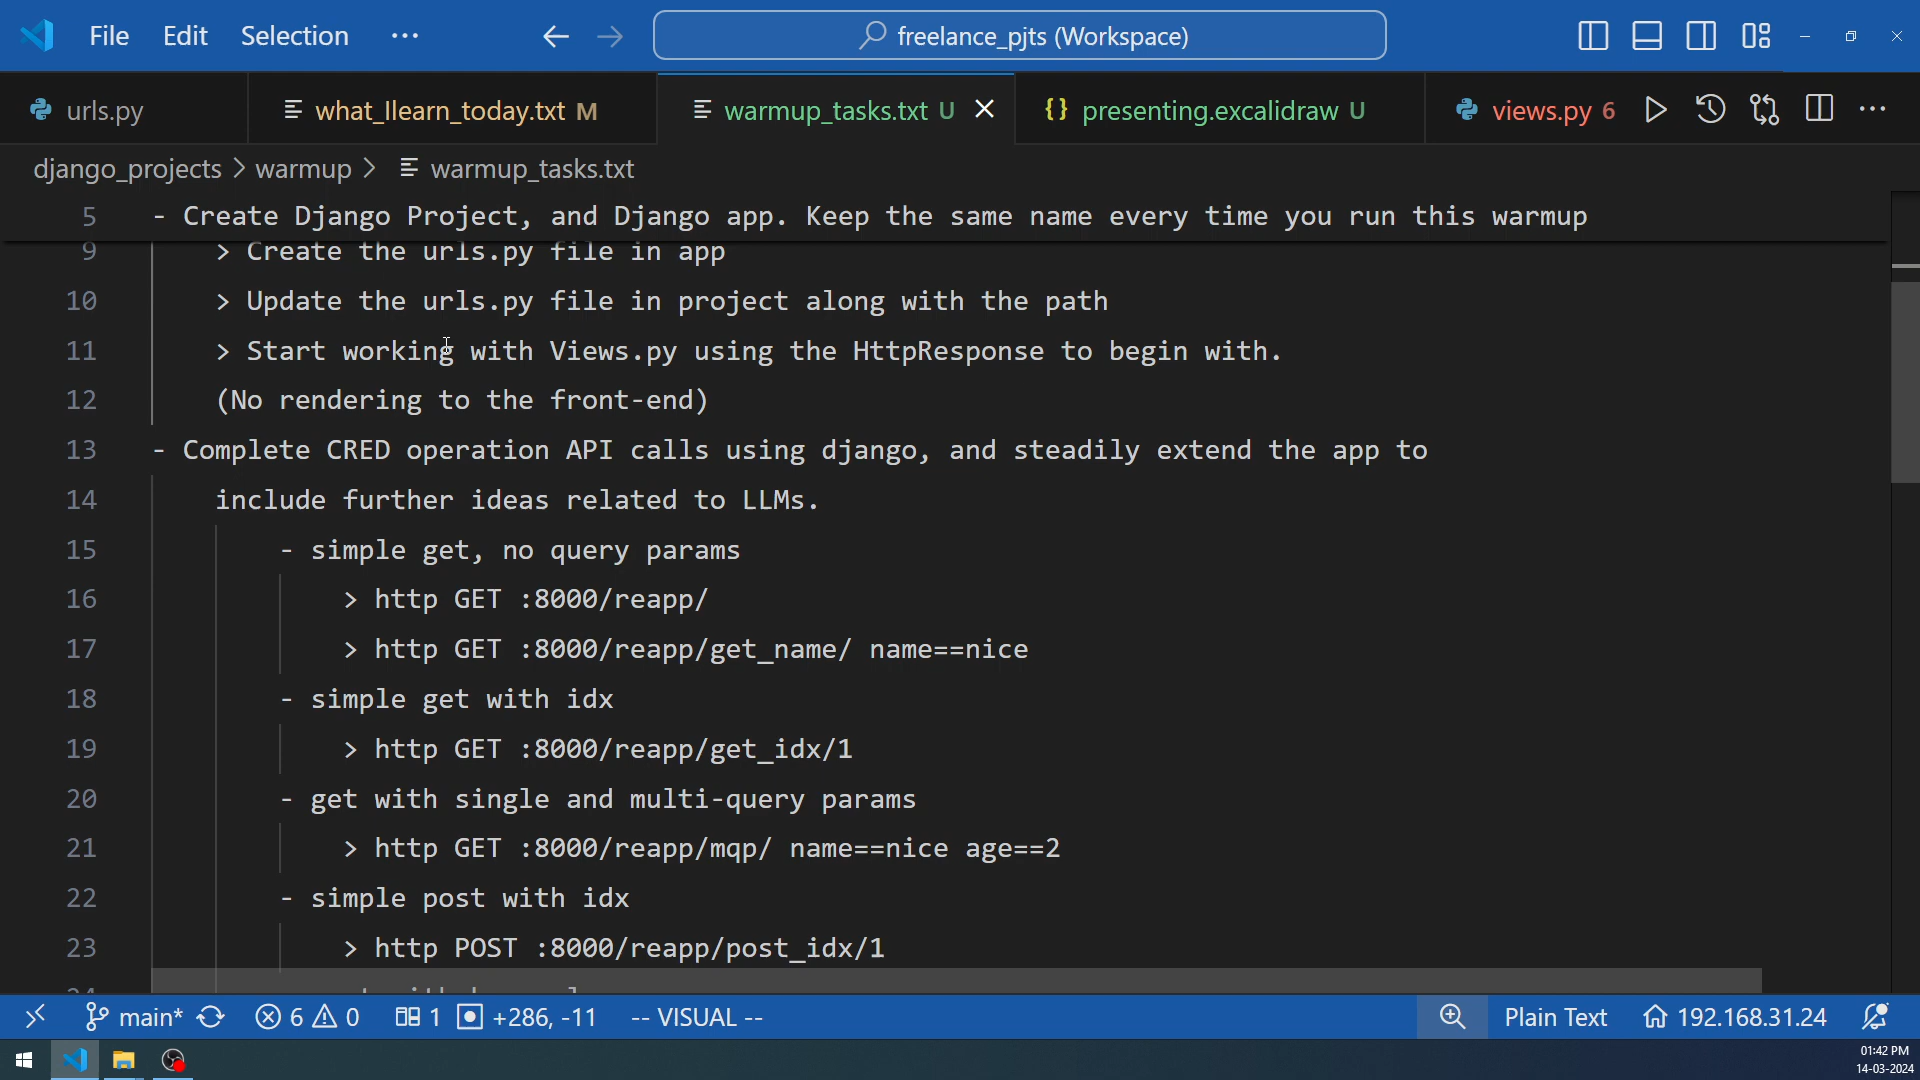 File Edit Selection ··· freelance_pjts (Workspace)
urls.py what_Ilearn_today.txt M warmup_tasks.txt U presenting.excalidraw U views.py 6
django_projects > warmup > warmup_tasks.txt
5 - Create Django Project, and Django app. Keep the same name every time you run this warmup
9 > Create the urls.py file in app
10 > Update the urls.py file in project along with the path
11 > Start working with Views.py using the HttpResponse to begin with.
12 (No rendering to the front-end)
13 - Complete CRED operation API calls using django, and steadily extend the app to
14 include further ideas related to LLMs.
15 - simple get, no query params
16 > http GET :8000/reapp/
17 > http GET :8000/reapp/get_name/ name==nice
18 - simple get with idx
19 > http GET :8000/reapp/get_idx/1
20 - get with single and multi-query params
21 > http GET :8000/reapp/mqp/ name==nice age==2
22 - simple post with idx
23 > http POST :8000/reapp/post_idx/1
main* 6 0 1 +286, -11 -- VISUAL -- Plain Text 192.168.31.24
01:42 PM
14-03-2024